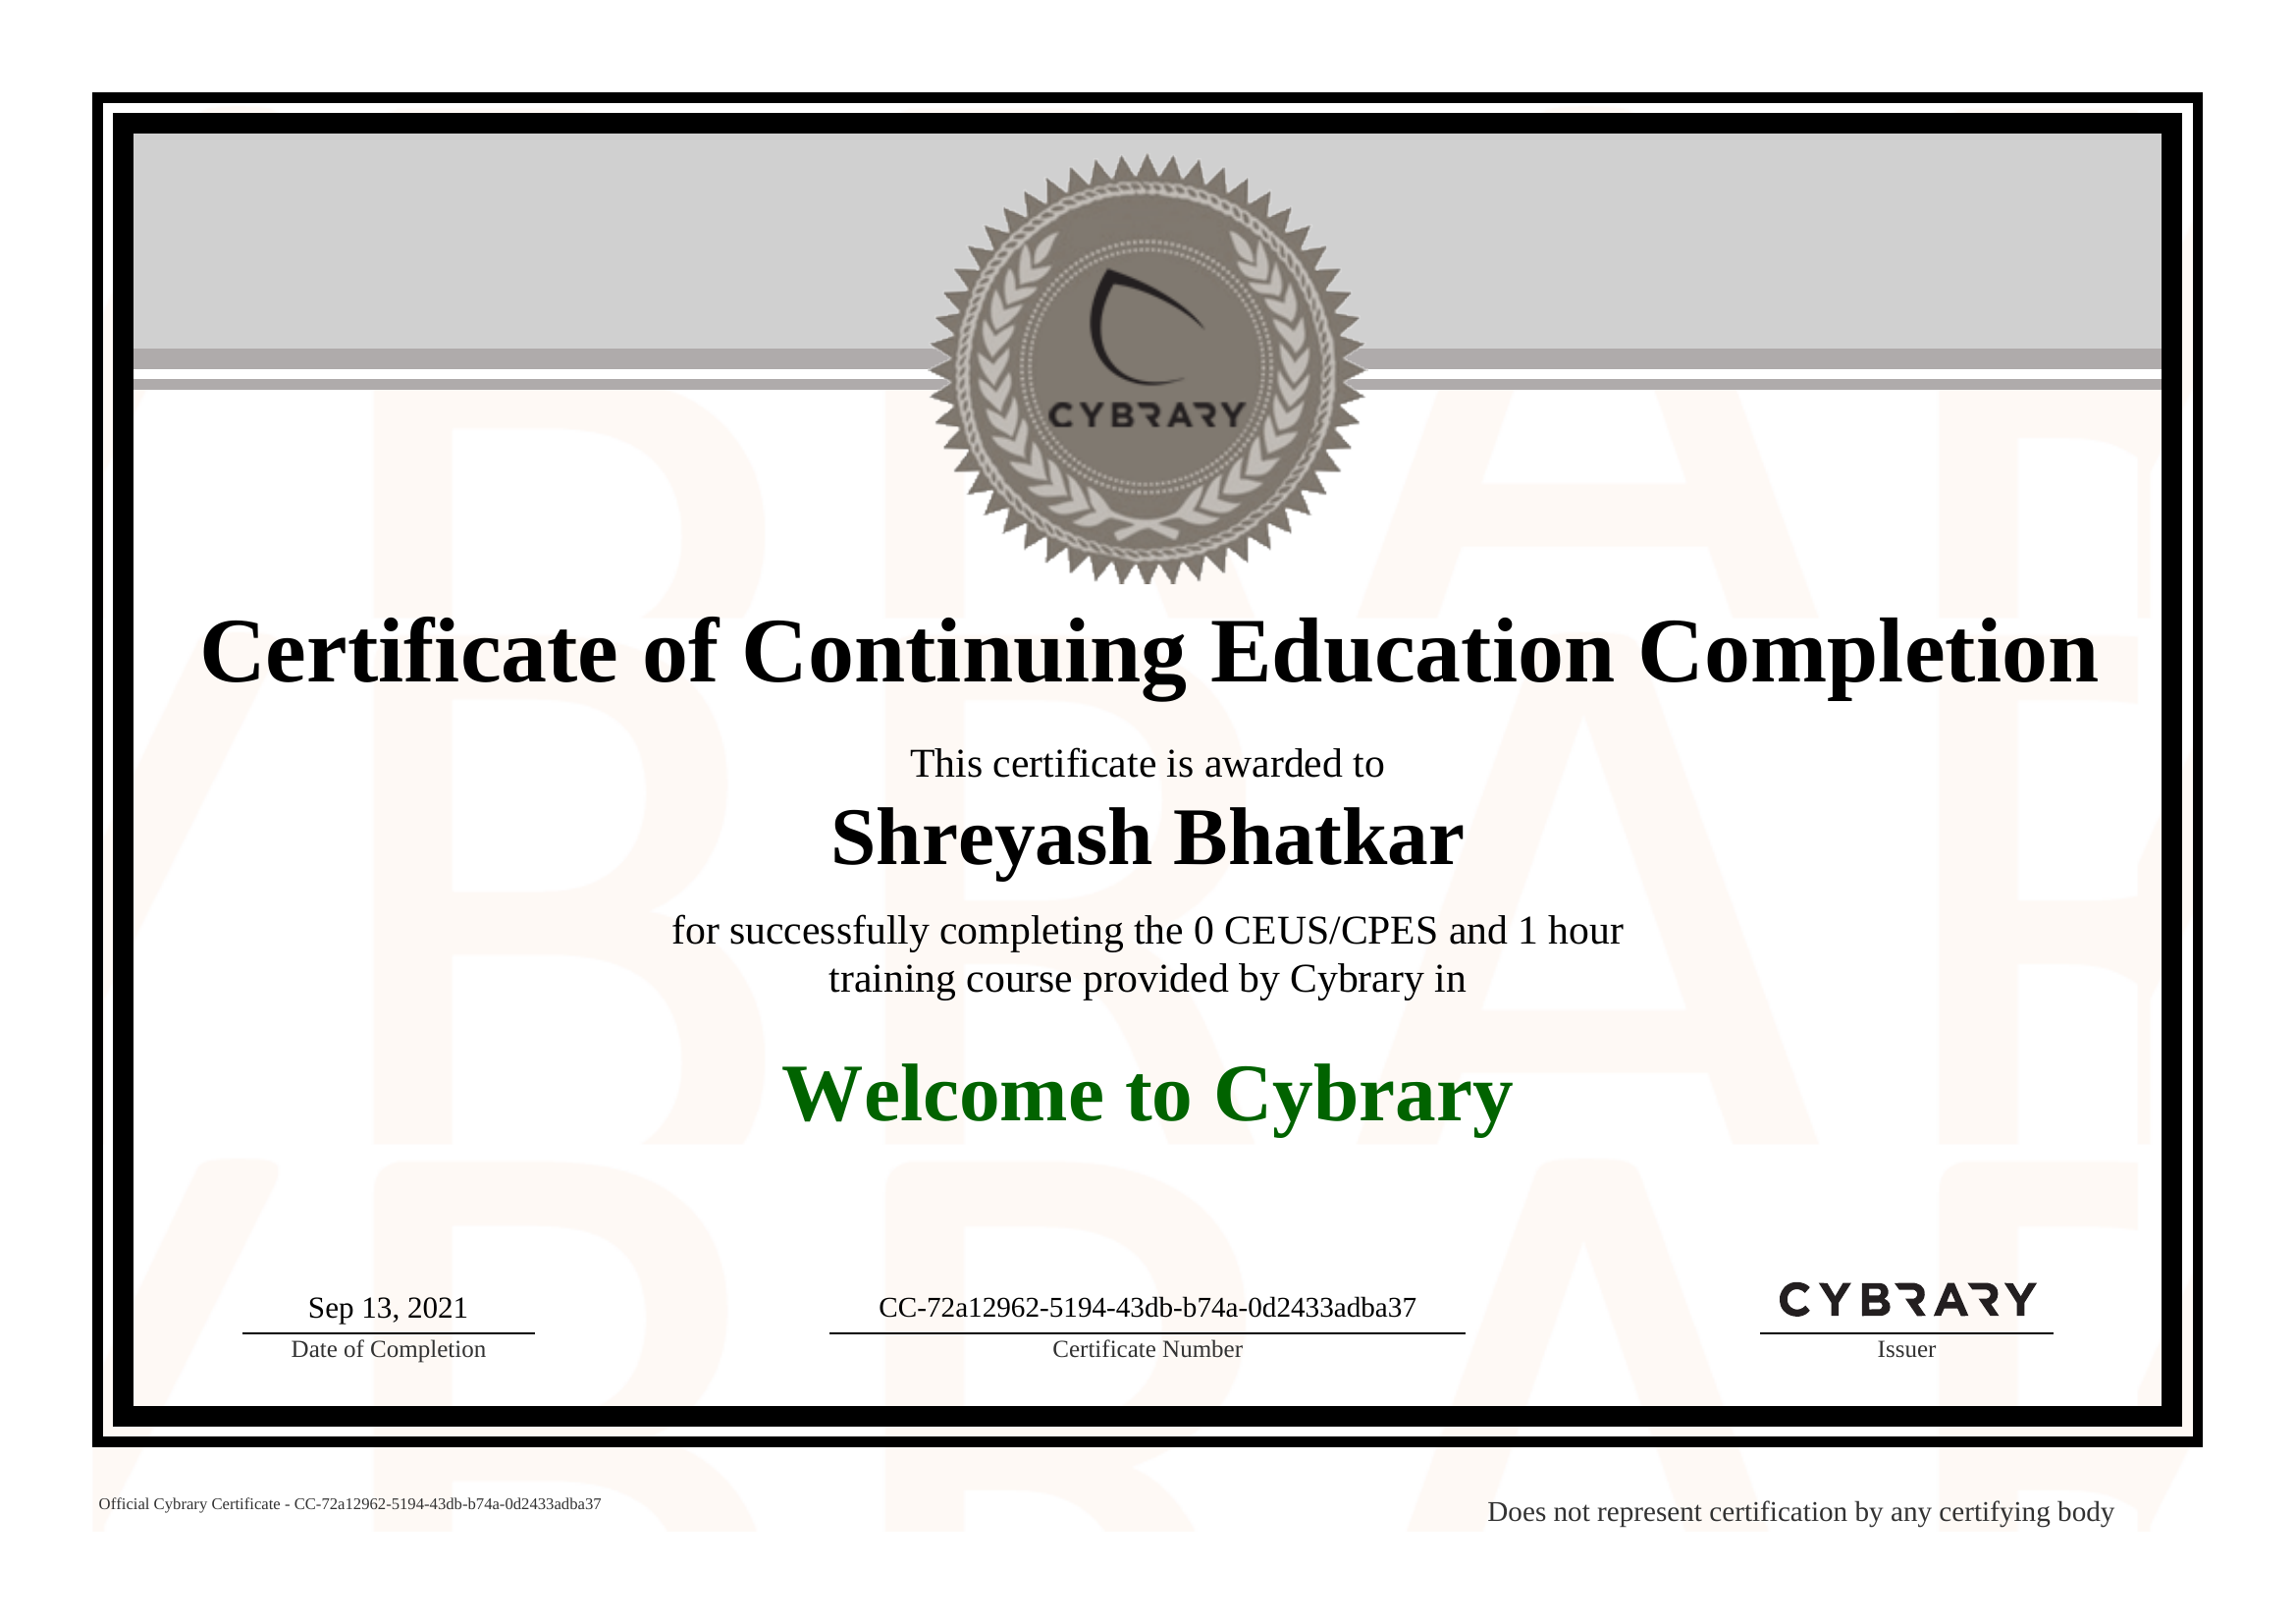 CYBRARY
Certificate of Continuing Education Completion
This certificate is awarded to
Shreyash Bhatkar
for successfully completing the 0 CEUS/CPES and 1 hour
training course provided by Cybrary in
Welcome to Cybrary
Sep 13, 2021
Date of Completion
CC-72a12962-5194-43db-b74a-0d2433adba37
Certificate Number
CYBRARY
Issuer
Official Cybrary Certificate - CC-72a12962-5194-43db-b74a-0d2433adba37
Does not represent certification by any certifying body